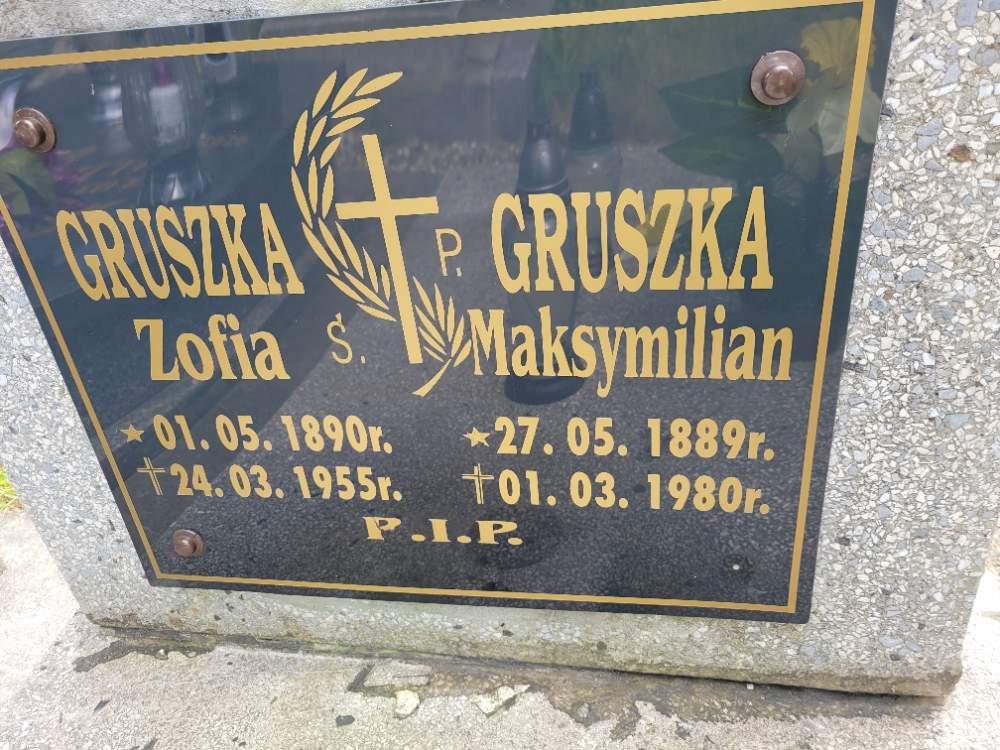 GRUSZKA
Zofia
★ 01. 05. 1890r.
† 24. 03. 1955r.
Ś. P.
GRUSZKA
Maksymilian
★ 27. 05. 1889r.
† 01. 03. 1980r.
P.I.P.